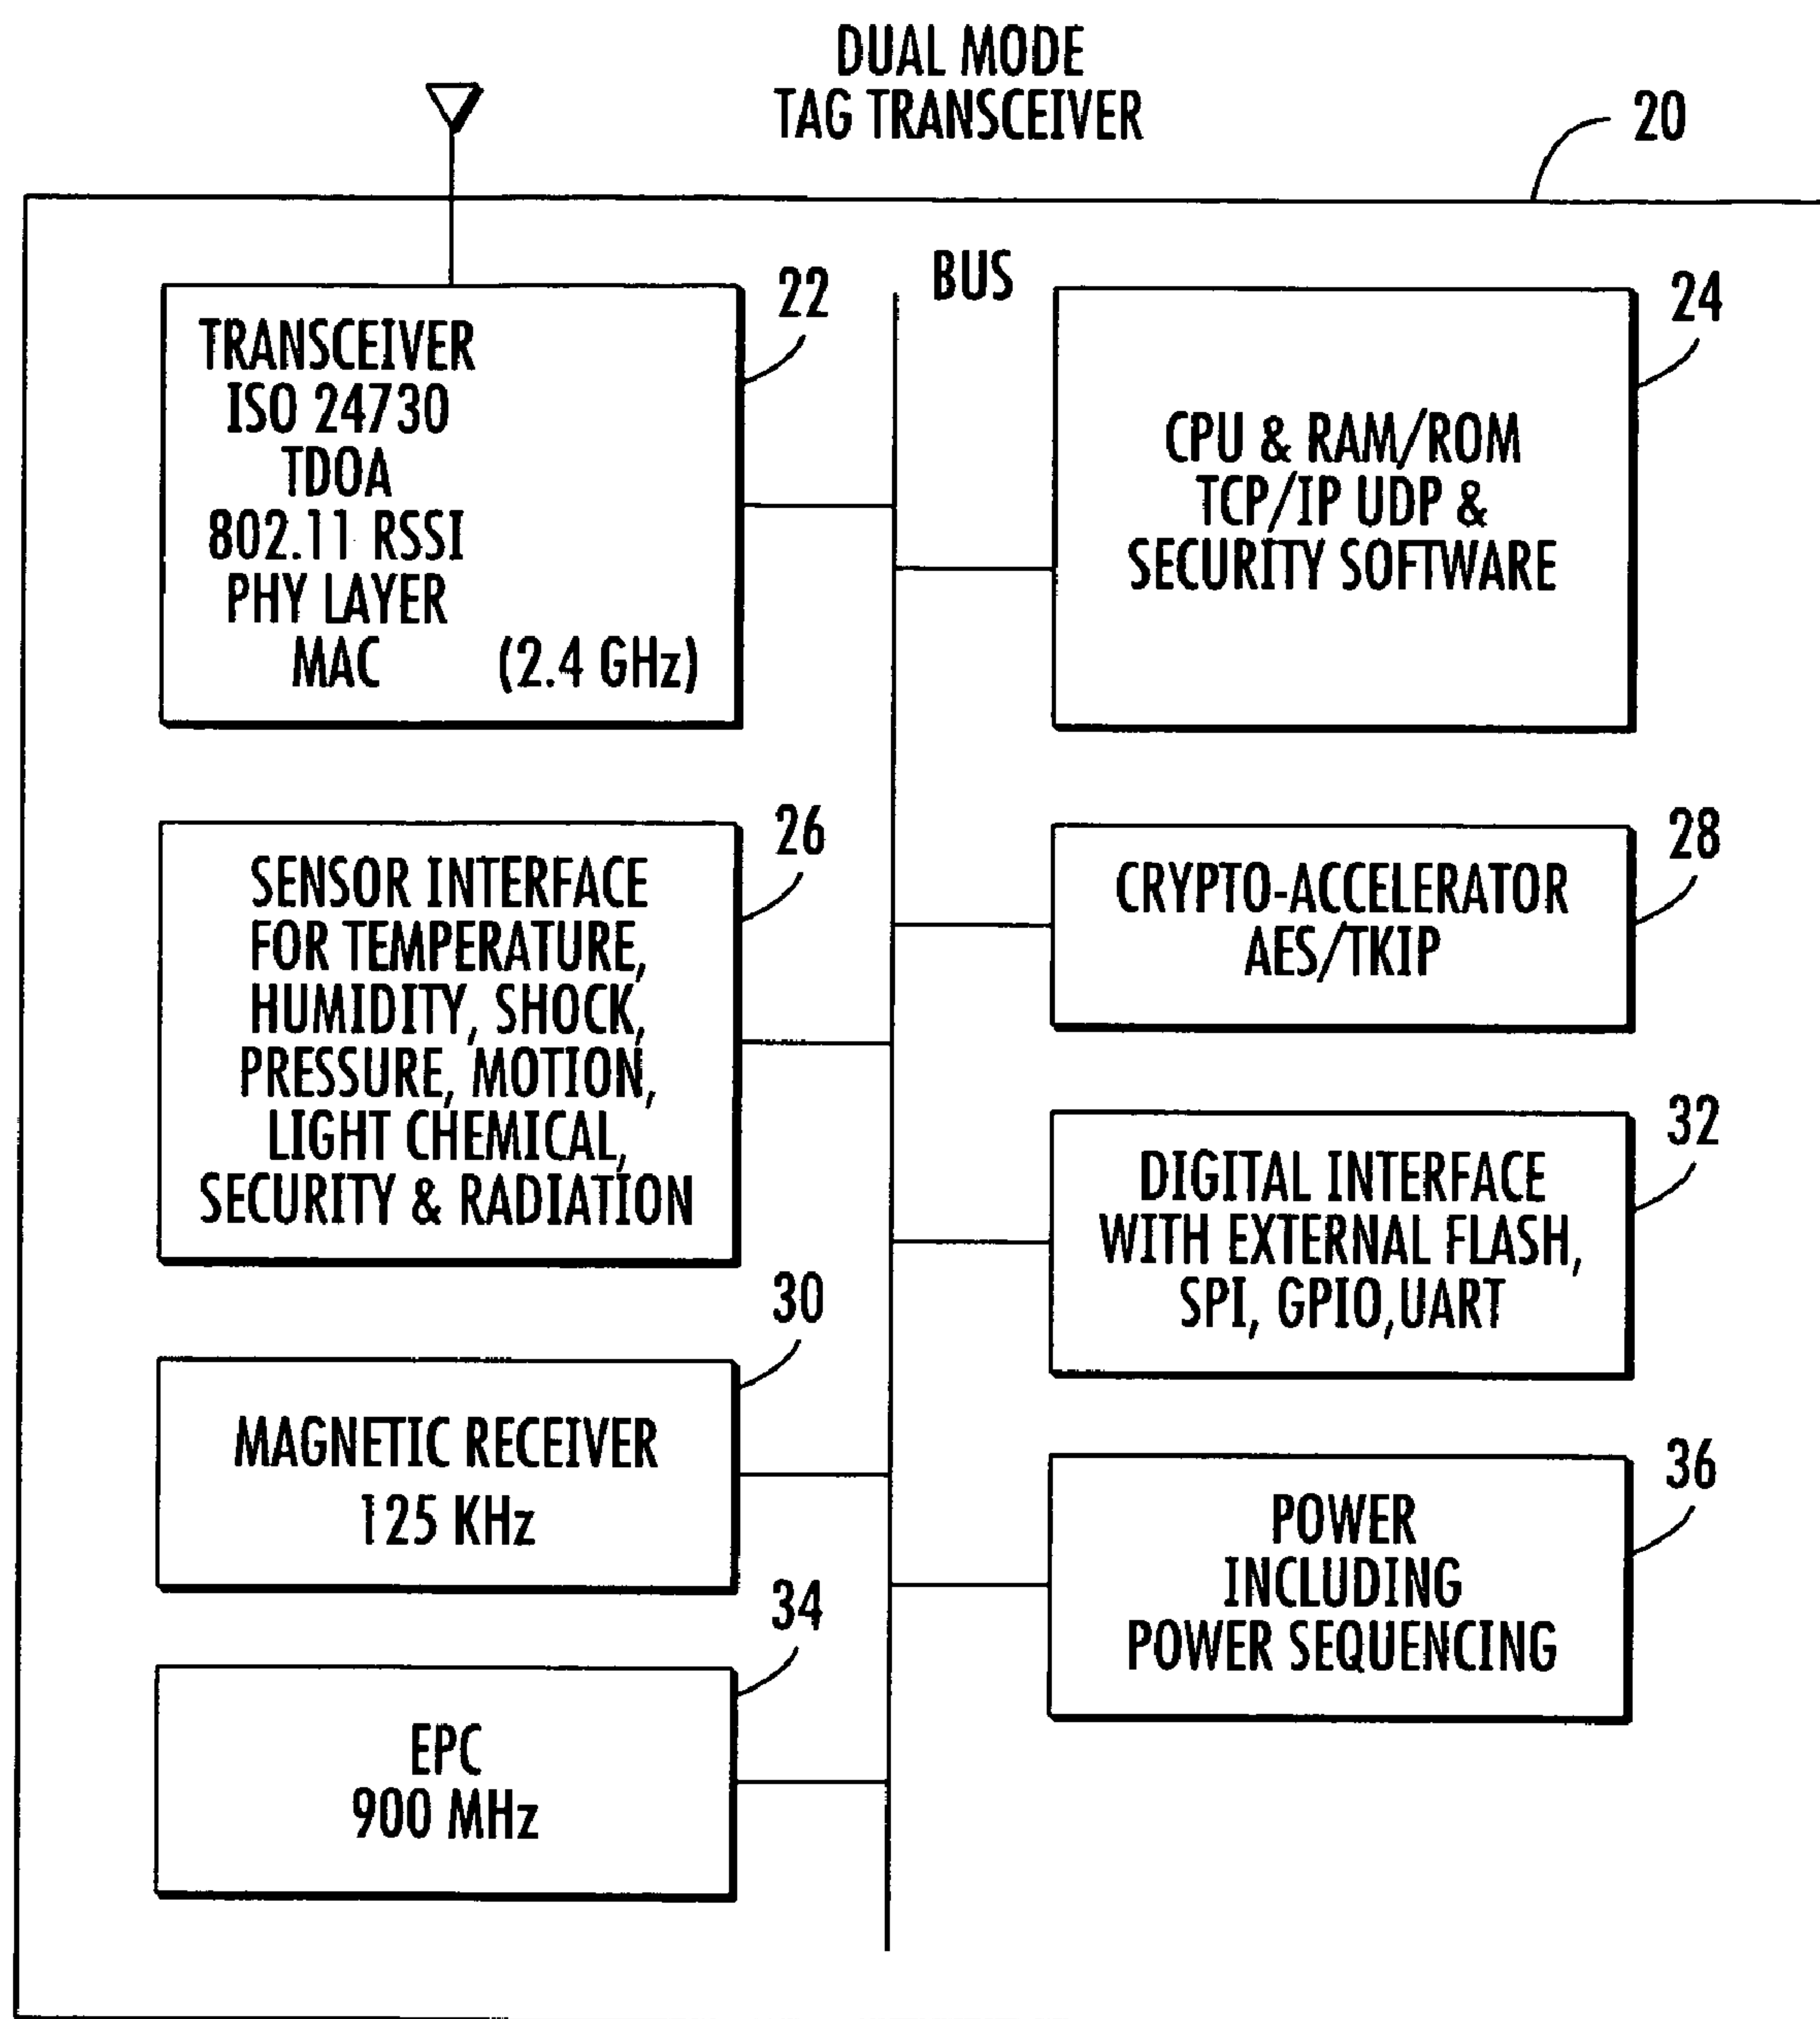 DUAL MODE
TAG TRANSCEIVER
20
BUS
22
TRANSCEIVER
ISO 24730
TDOA
802.11 RSSI
PHY LAYER
MAC (2.4 GHz)
24
CPU & RAM/ROM
TCP/IP UDP &
SECURITY SOFTWARE
26
SENSOR INTERFACE
FOR TEMPERATURE,
HUMIDITY, SHOCK,
PRESSURE, MOTION,
LIGHT CHEMICAL,
SECURITY & RADIATION
28
CRYPTO-ACCELERATOR
AES/TKIP
30
MAGNETIC RECEIVER
125 KHz
32
DIGITAL INTERFACE
WITH EXTERNAL FLASH,
SPI, GPIO,UART
34
EPC
900 MHz
36
POWER
INCLUDING
POWER SEQUENCING